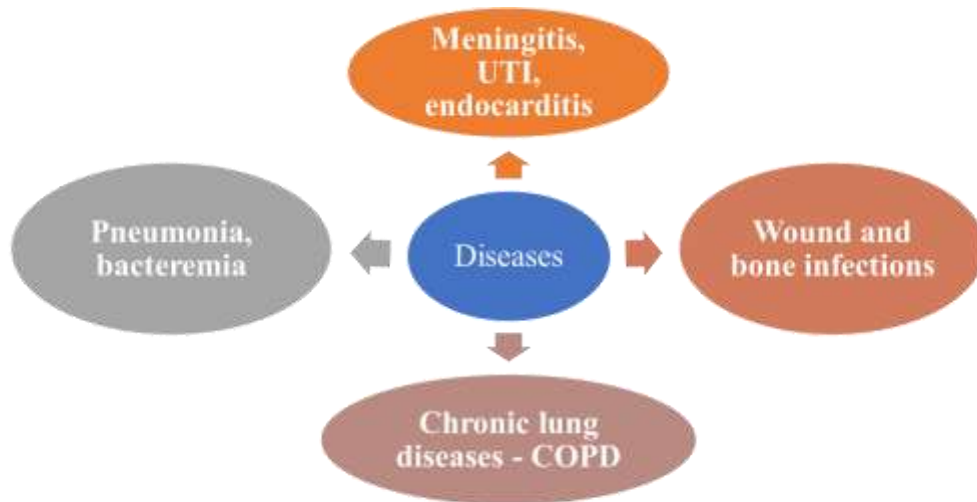 Meningitis,
UTI,
endocarditis
Pneumonia,
bacteremia
Diseases
Wound and
bone infections
Chronic lung
diseases - COPD